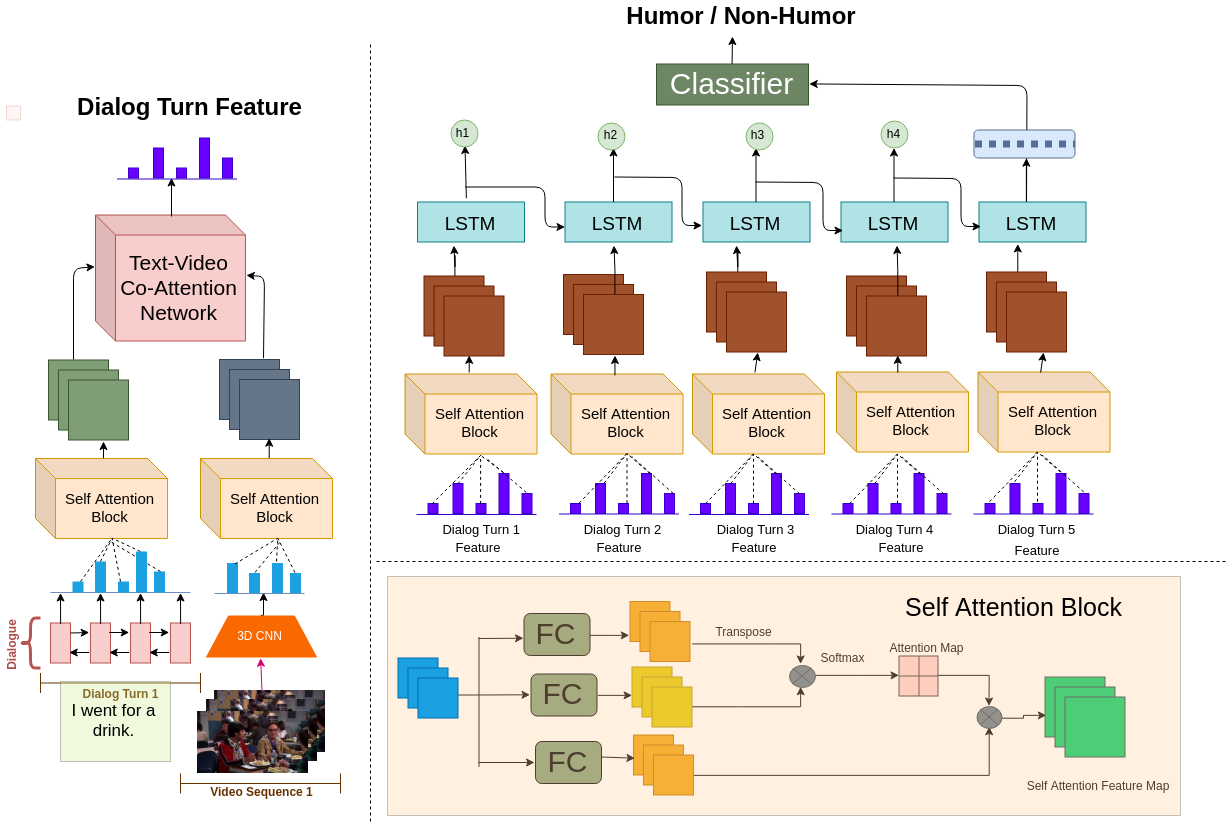 Humor / Non-Humor
Classifier
h1
h2
h3
h4
LSTM
LSTM
LSTM
LSTM
LSTM
Self Attention
Block
Self Attention
Block
Self Attention
Block
Self Attention
Block
Self Attention
Block
Dialog Turn 1
Feature
Dialog Turn 2
Feature
Dialog Turn 3
Feature
Dialog Turn 4
Feature
Dialog Turn 5
Feature
Dialog Turn Feature
Text-Video
Co-Attention
Network
Self Attention
Block
Self Attention
Block
3D CNN
Dialogue
Dialog Turn 1
I went for a
drink.
Video Sequence 1
Self Attention Block
FC
FC
FC
Transpose
Softmax
Attention Map
Self Attention Feature Map